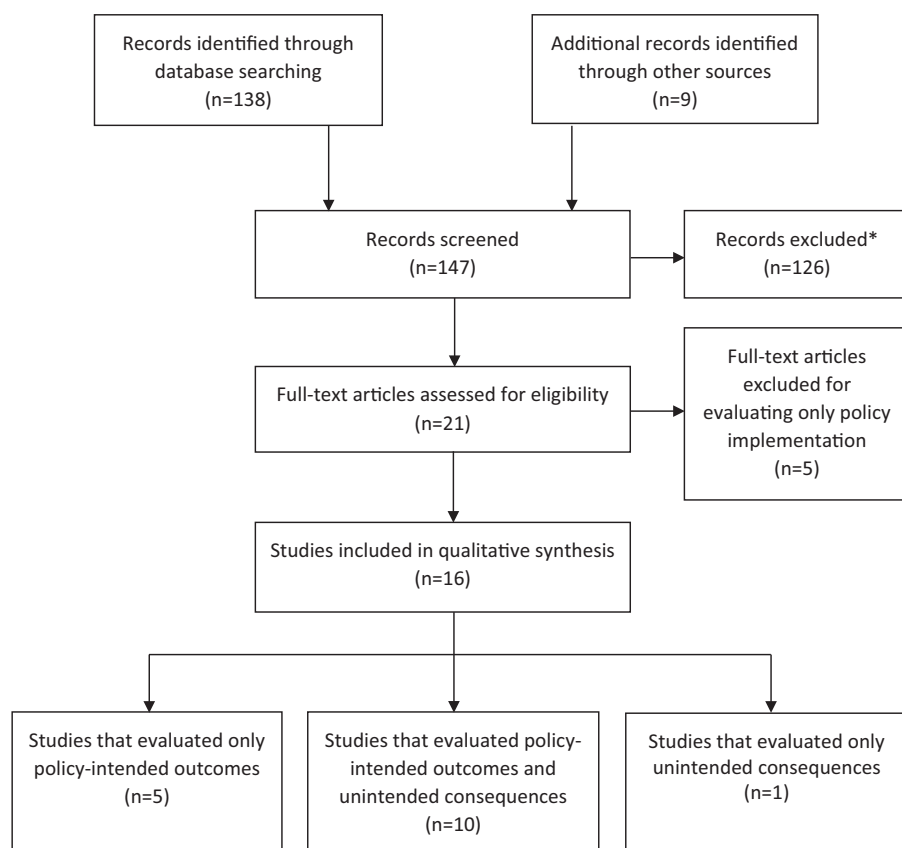 Records identified through
database searching
(n=138)
Additional records identified
through other sources
(n=9)
Records screened
(n=147)
Records excluded*
(n=126)
Full-text articles assessed for eligibility
(n=21)
Full-text articles
excluded for
evaluating only policy
implementation
(n=5)
Studies included in qualitative synthesis
(n=16)
Studies that evaluated only
policy-intended outcomes
(n=5)
Studies that evaluated policy-
intended outcomes and
unintended consequences
(n=10)
Studies that evaluated only
unintended consequences
(n=1)